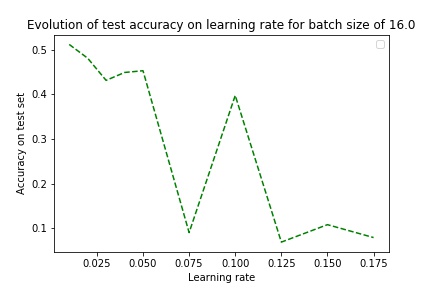 Evolution of test accuracy on learning rate for batch size of 16.0
0.5
0.4
0.3
0.2
0.1
Accuracy on test set
0.025 0.050 0.075 0.100 0.125 0.150 0.175
Learning rate